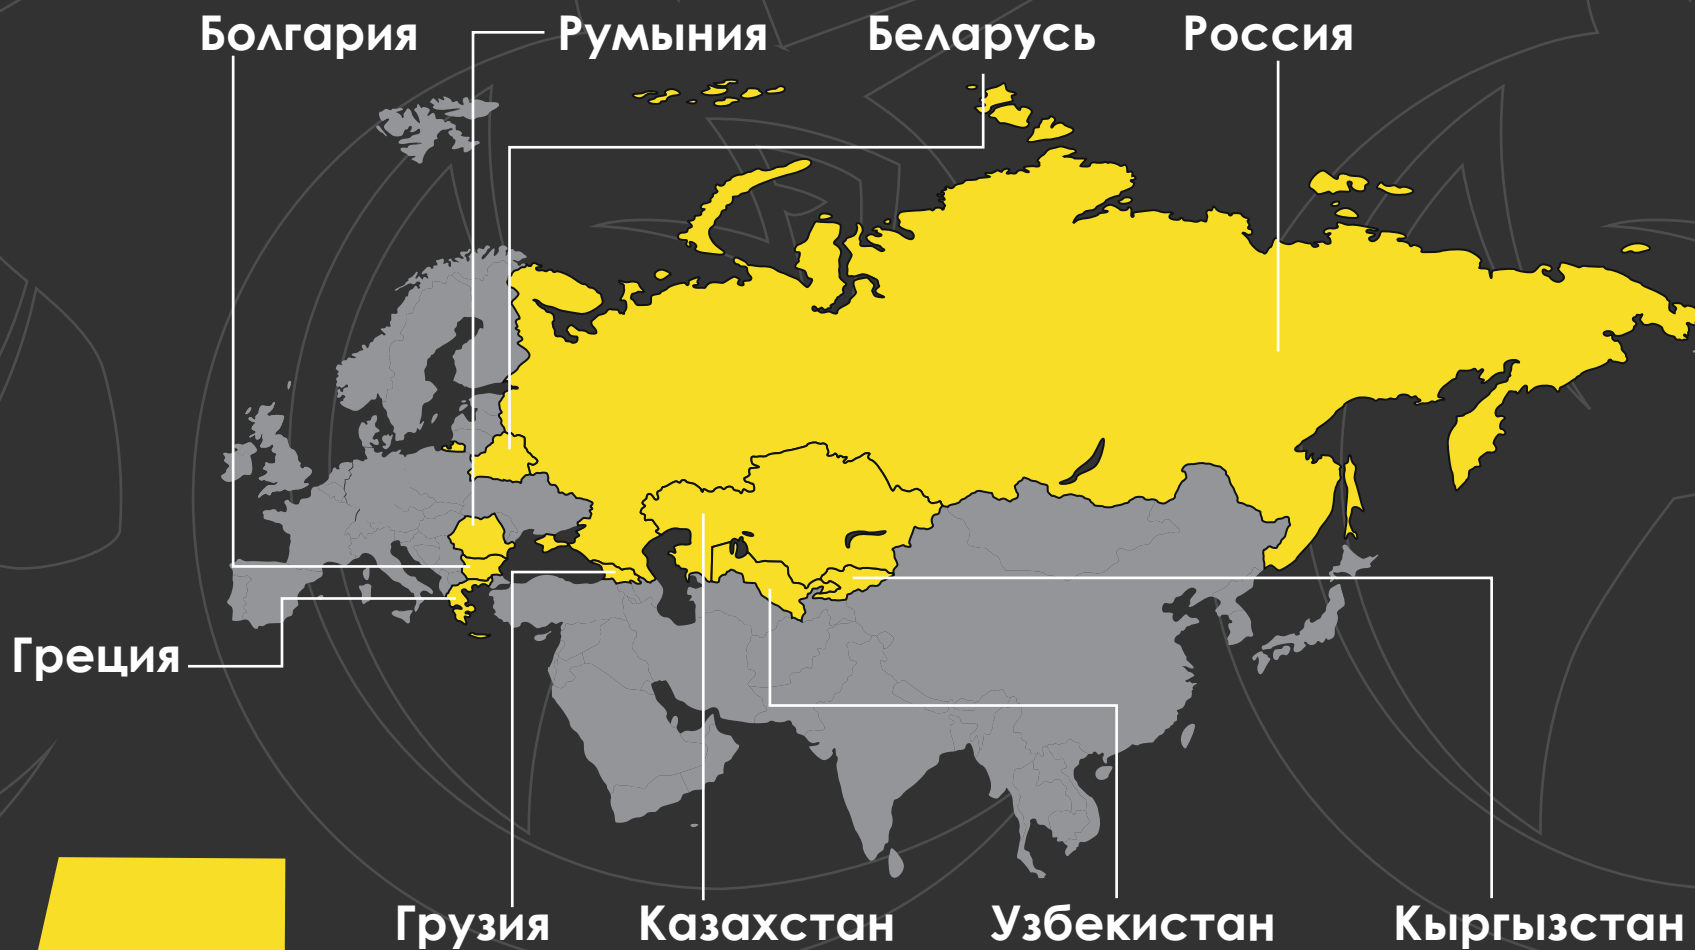 Болгария
Румыния
Беларусь
Россия
Греция
Грузия
Казахстан
Узбекистан
Кыргызстан